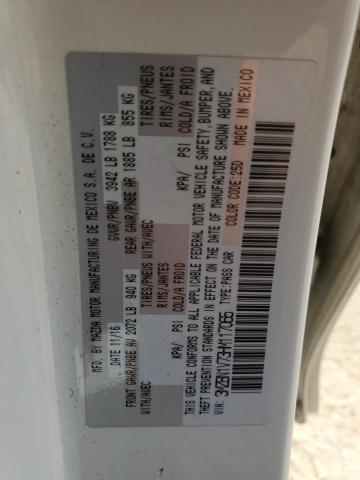 MFG. BY MAZDA MOTOR MANUFACTURING DE MEXICO S.A. DE C.V.
DATE 11/16 GVWR/PNBV 3942 LB 1788 KG
FRONT GAWR/PNBE AV 2072 LB 940 KG REAR GAWR/PNBE AR 1885 LB 855 KG
WITH/AVEC TIRES/PNEUS WITH/AVEC TIRES/PNEUS
RIMS/JANTES RIMS/JANTES
KPA/ PSI COLD/A FROID KPA/ PSI COLD/A FROID
THIS VEHICLE CONFORMS TO ALL APPLICABLE FEDERAL MOTOR VEHICLE SAFETY, BUMPER, AND
THEFT PREVENTION STANDARDS IN EFFECT ON THE DATE OF MANUFACTURE SHOWN ABOVE.
3MZBN1V73HM117065 TYPE:PASS CAR COLOR CODE:25D MADE IN MEXICO